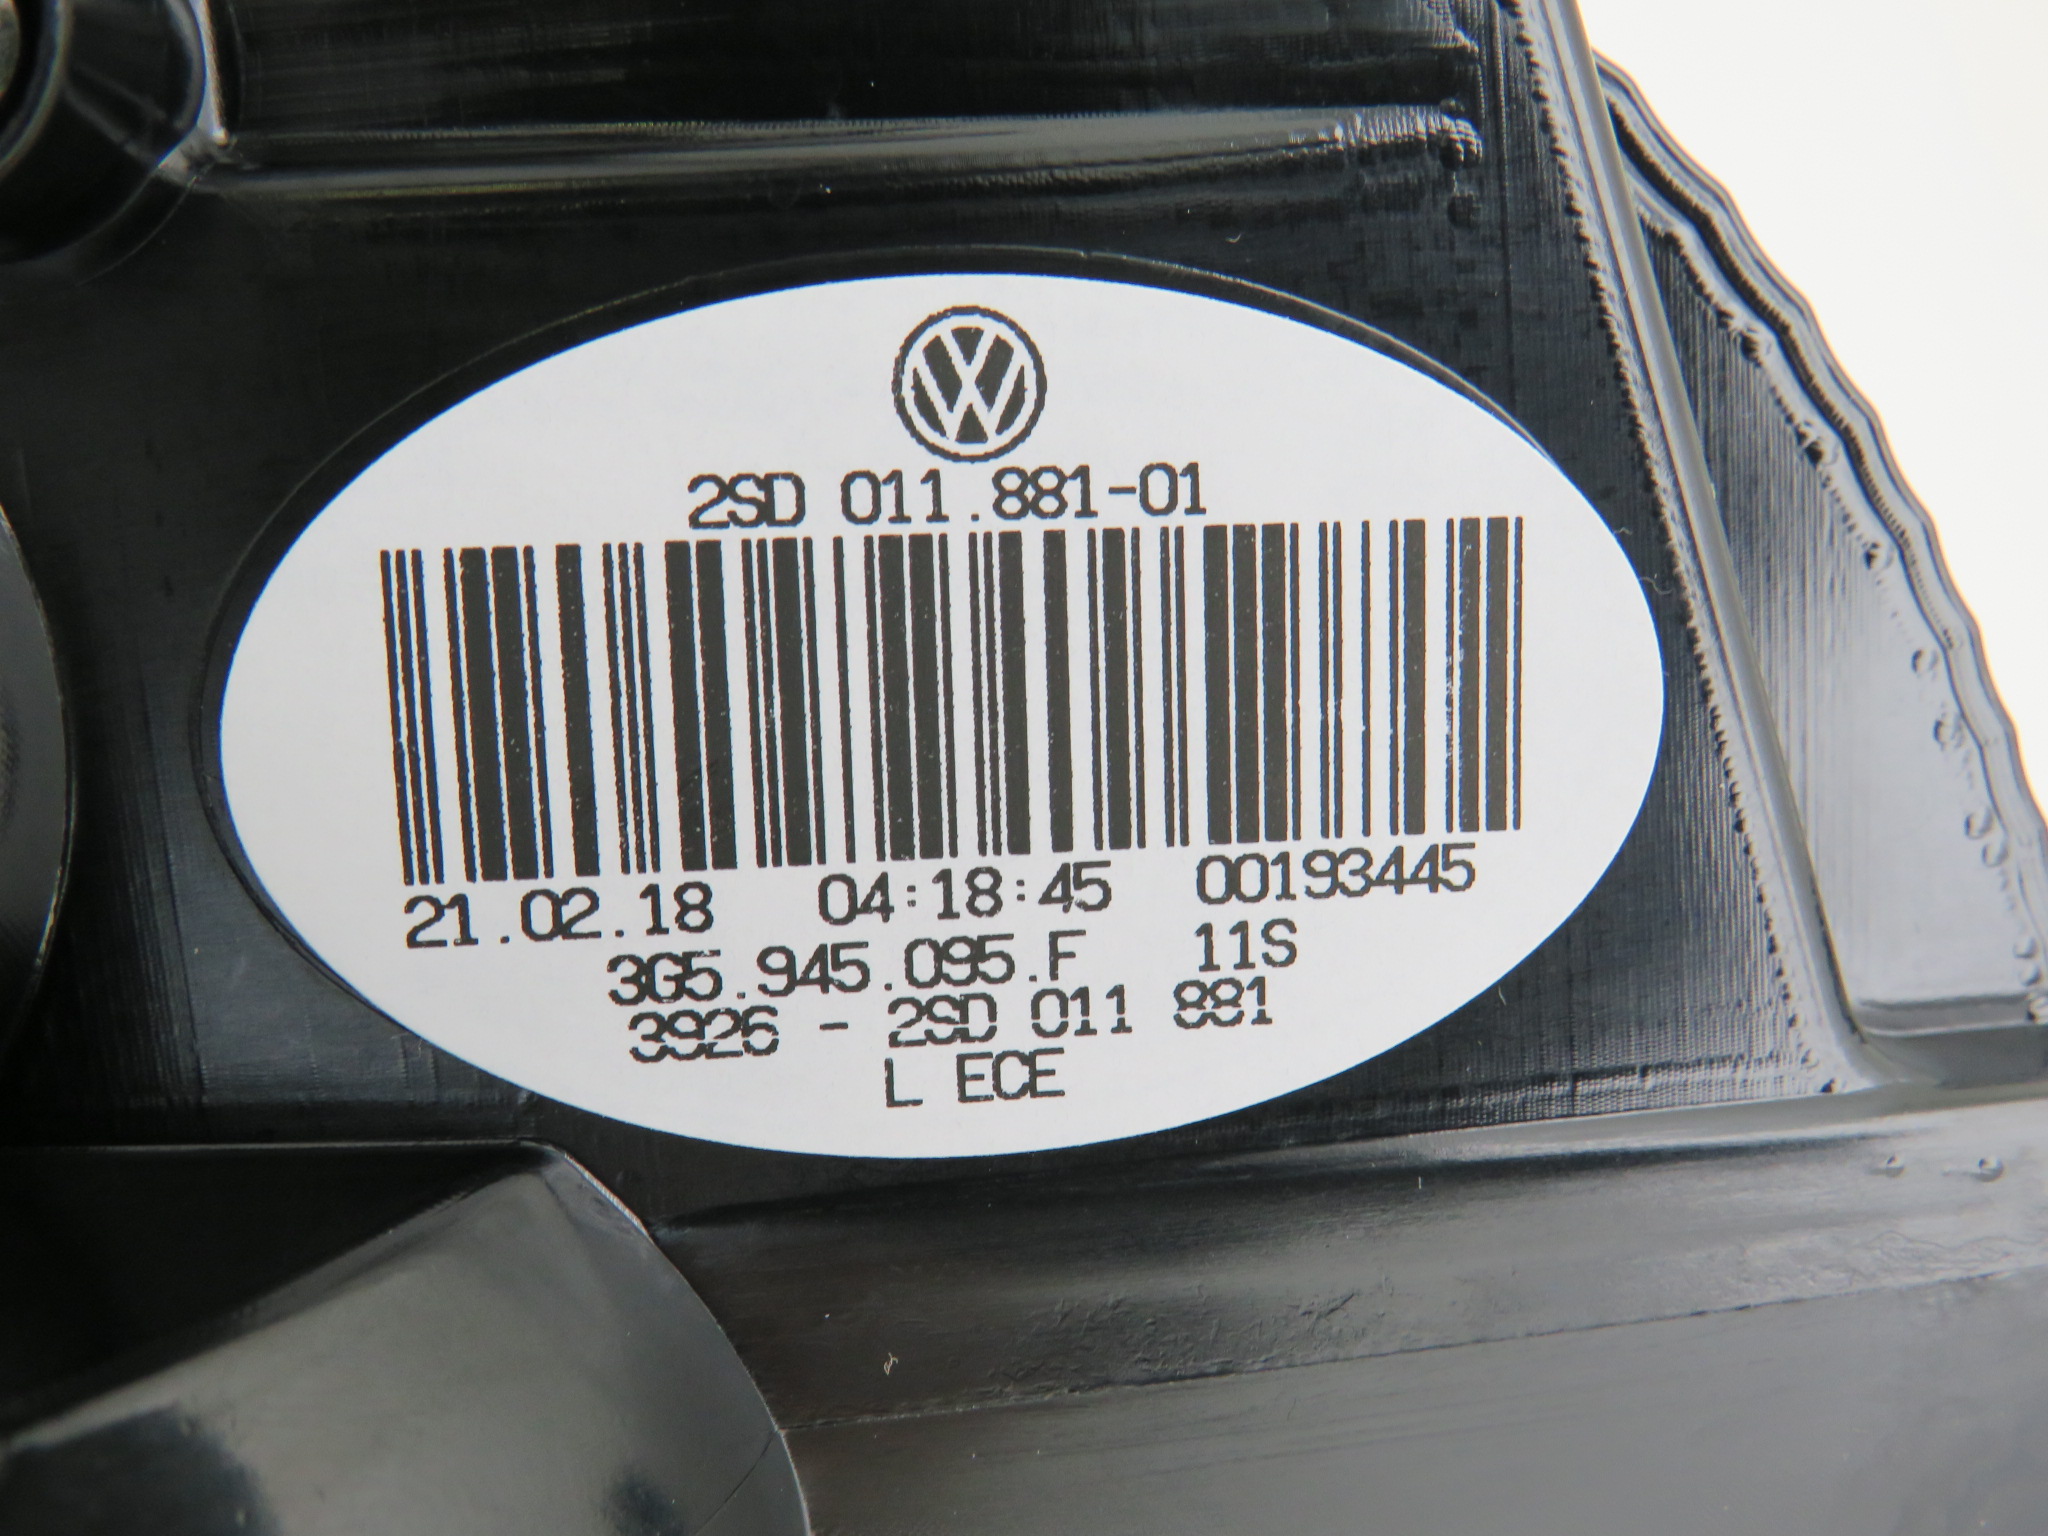 2SD 011.881-01
21.02.18 04:18:45 00193445
3G5.945.095.F 11S
3926 - 2SD 011 881
L ECE